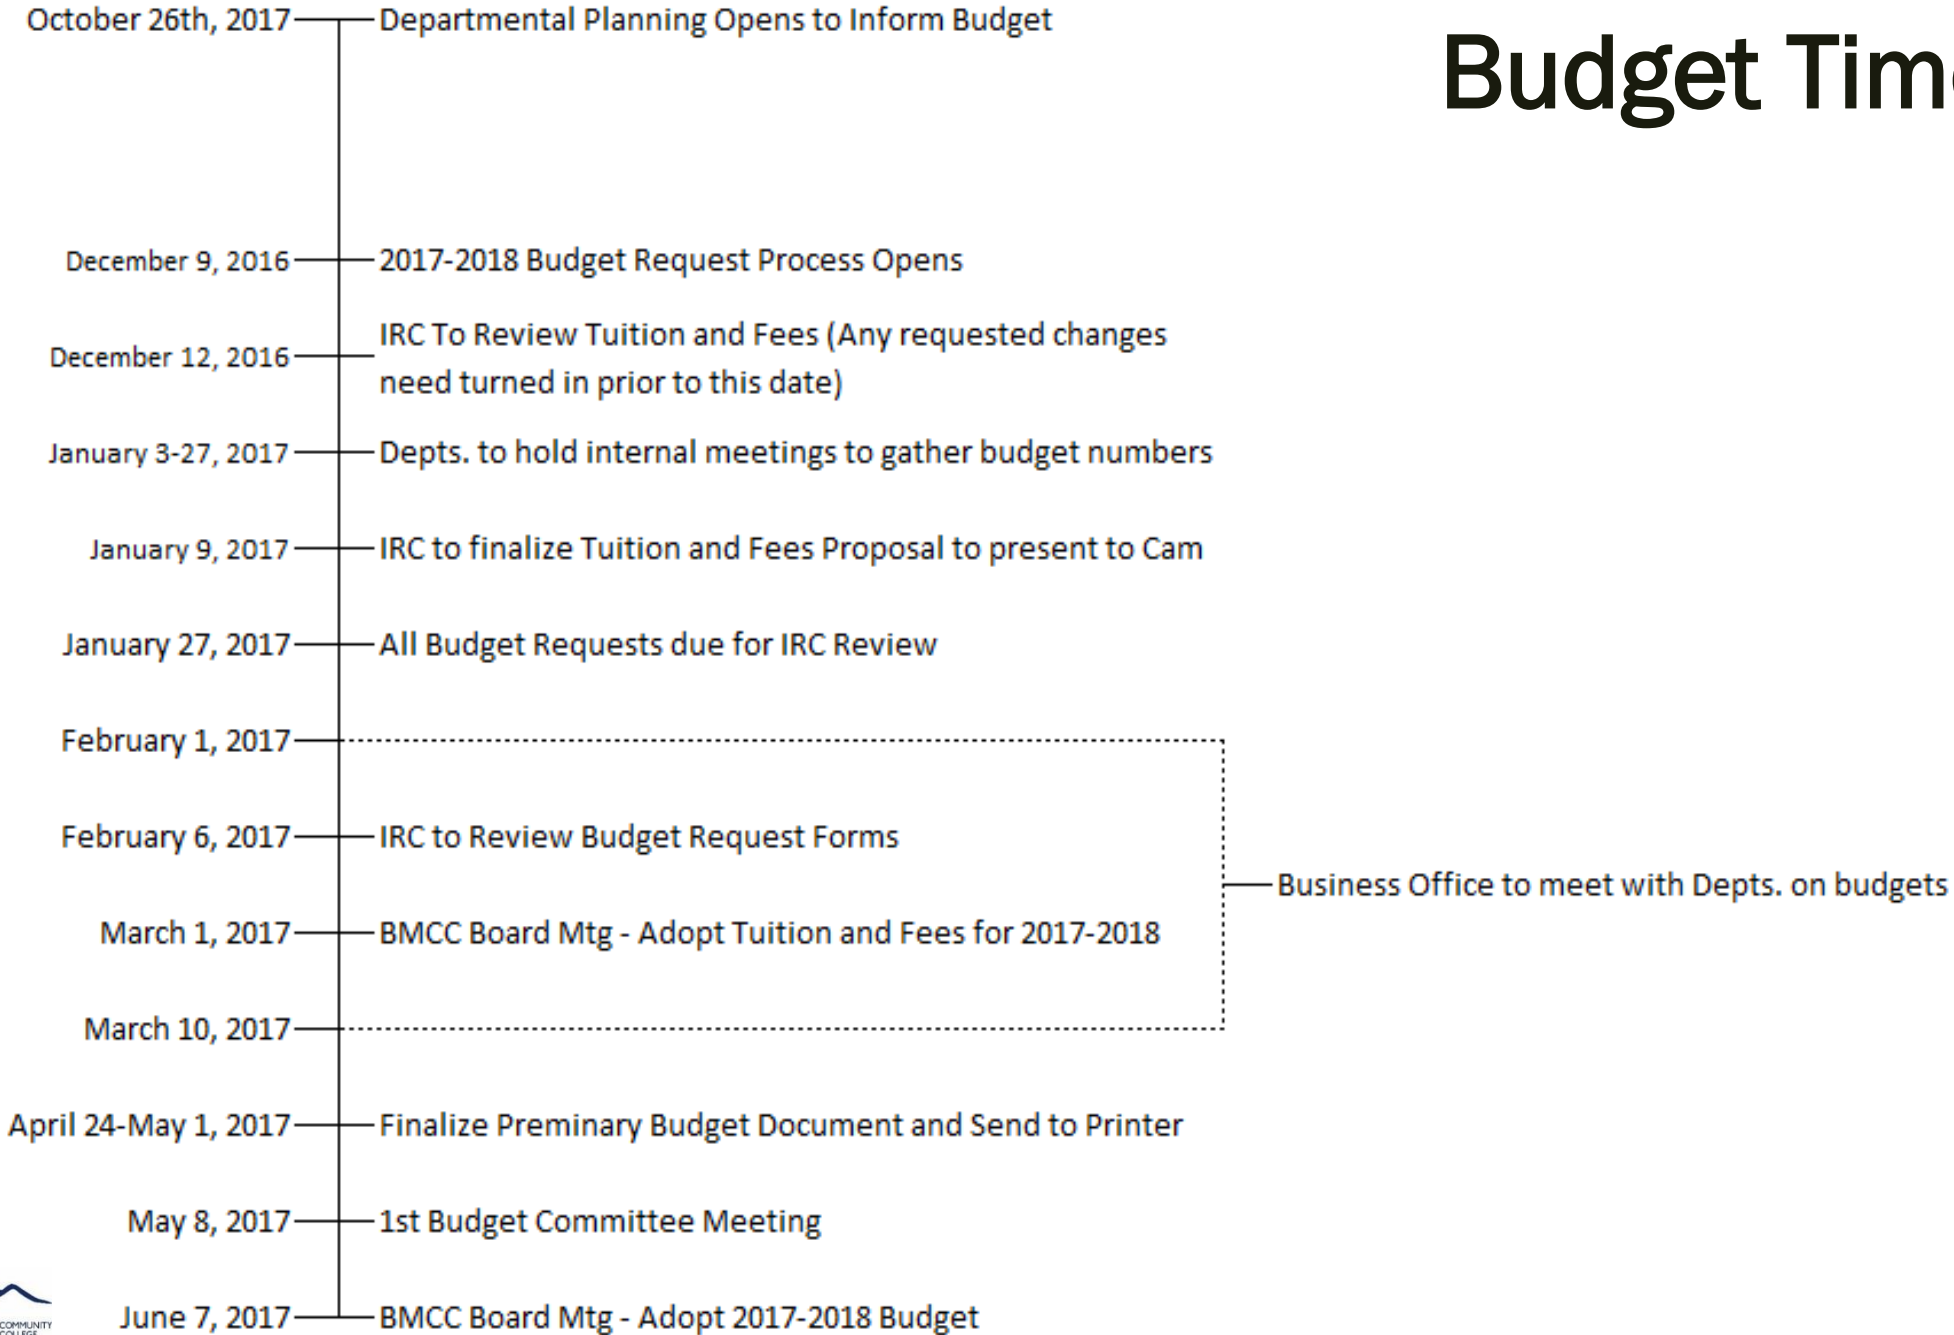 October 26th, 2017 Departmental Planning Opens to Inform Budget
Budget Tim
December 9, 2016 2017-2018 Budget Request Process Opens
December 12, 2016 IRC To Review Tuition and Fees (Any requested changes
need turned in prior to this date)
January 3-27, 2017 Depts. to hold internal meetings to gather budget numbers
January 9, 2017 IRC to finalize Tuition and Fees Proposal to present to Cam
January 27, 2017 All Budget Requests due for IRC Review
February 1, 2017
February 6, 2017 IRC to Review Budget Request Forms
Business Office to meet with Depts. on budgets
March 1, 2017 BMCC Board Mtg - Adopt Tuition and Fees for 2017-2018
March 10, 2017
April 24-May 1, 2017 Finalize Preminary Budget Document and Send to Printer
May 8, 2017 1st Budget Committee Meeting
June 7, 2017 BMCC Board Mtg - Adopt 2017-2018 Budget
COMMUNITY
COLLEGE